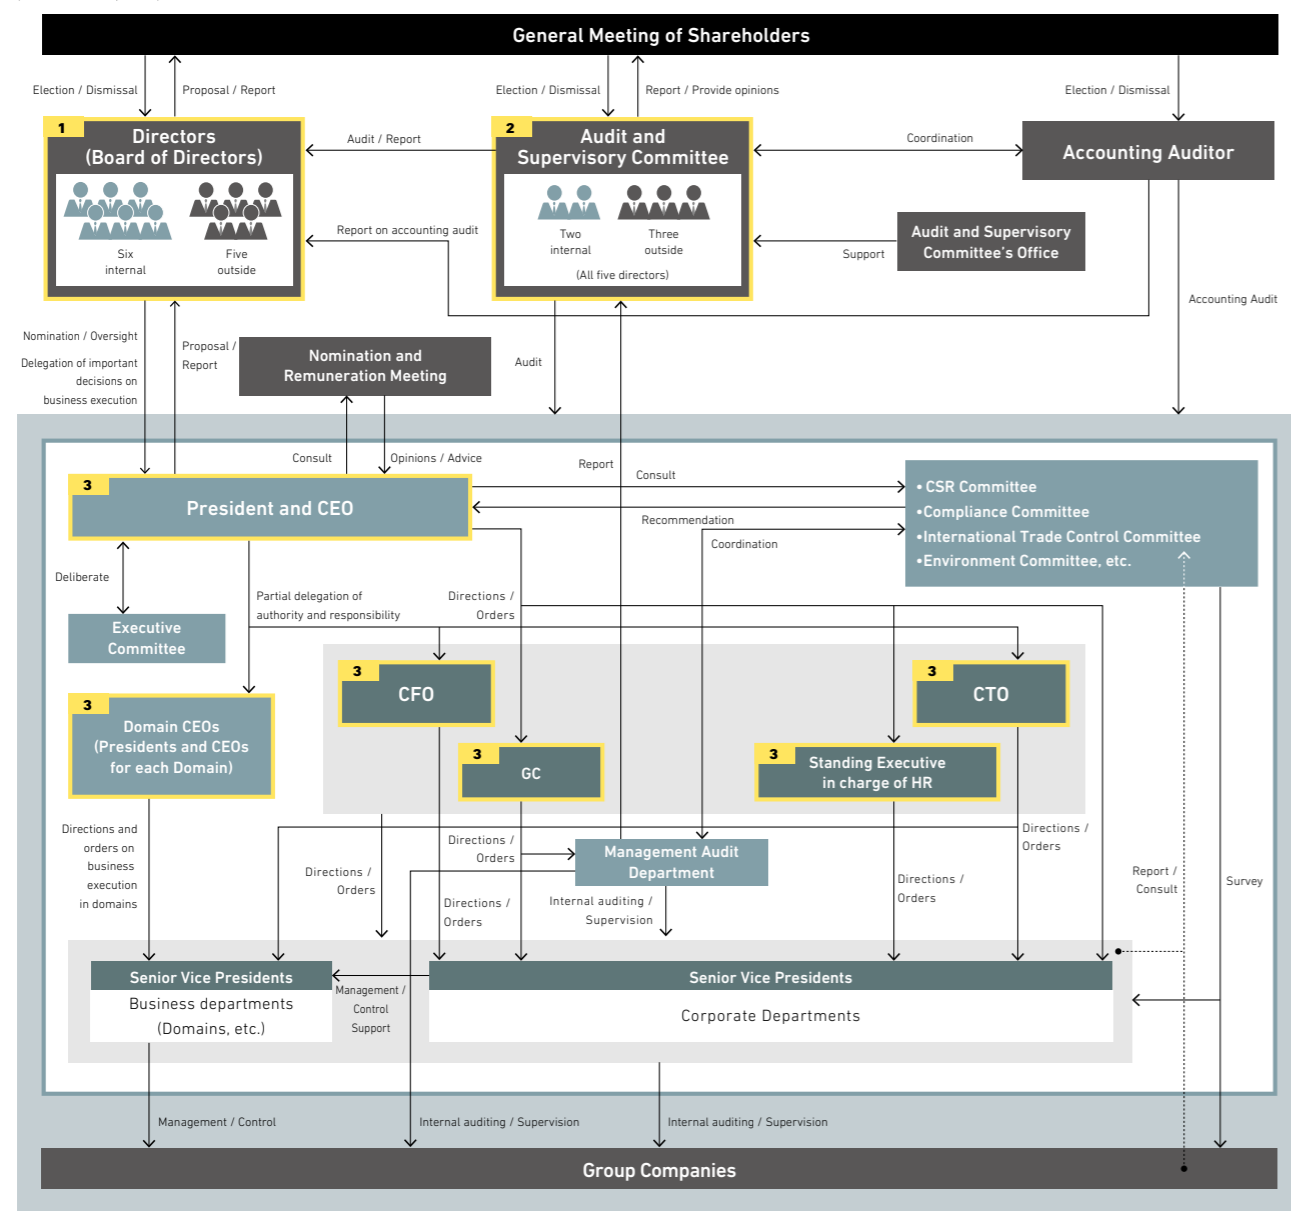 General Meeting of Shareholders
Election / Dismissal
Proposal / Report
Election / Dismissal
Report / Provide opinions
Election / Dismissal
1
Directors
(Board of Directors)
Six
internal
Five
outside
Audit / Report
Report on accounting audit
2
Audit and
Supervisory Committee
Two
internal
Three
outside
(All five directors)
Coordination
Accounting Auditor
Support
Audit and Supervisory
Committee's Office
Accounting Audit
Nomination / Oversight
Delegation of important
decisions on
business execution
Proposal /
Report
Nomination and
Remuneration Meeting
Audit
Consult
Opinions / Advice
Report
3
President and CEO
Consult
Recommendation
Coordination
•CSR Committee
•Compliance Committee
•International Trade Control Committee
•Environment Committee, etc.
Deliberate
Executive
Committee
Partial delegation of
authority and responsibility
Directions /
Orders
3
CFO
3
CTO
3
Domain CEOs
(Presidents and CEOs
for each Domain)
3
GC
3
Standing Executive
in charge of HR
Directions and
orders on
business
execution
in domains
Directions /
Orders
Directions /
Orders
Directions /
Orders
Management Audit
Department
Internal auditing /
Supervision
Directions /
Orders
Directions /
Orders
Report /
Consult
Survey
Senior Vice Presidents
Business departments
(Domains, etc.)
Management /
Control
Support
Senior Vice Presidents
Corporate Departments
Management / Control
Internal auditing / Supervision
Internal auditing / Supervision
Group Companies